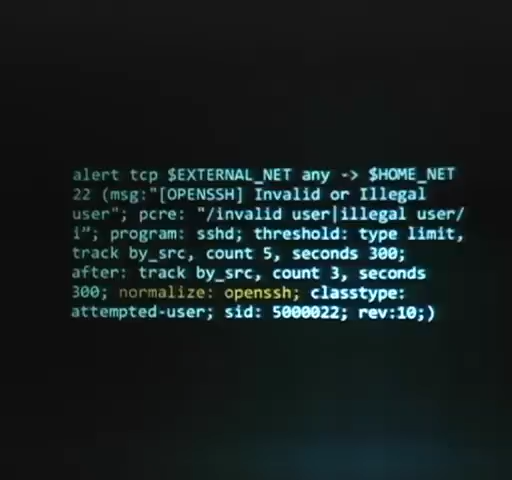 alert tcp $EXTERNAL_NET any -> $HOME_NET
22 (msg:"[OPENSSH] Invalid or Illegal
user"; pcre: "/invalid user|illegal user/
i"; program: sshd; threshold: type limit,
track by_src, count 5, seconds 300;
after: track by_src, count 3, seconds
300; normalize: openssh; classtype:
attempted-user; sid: 5000022; rev:10;)